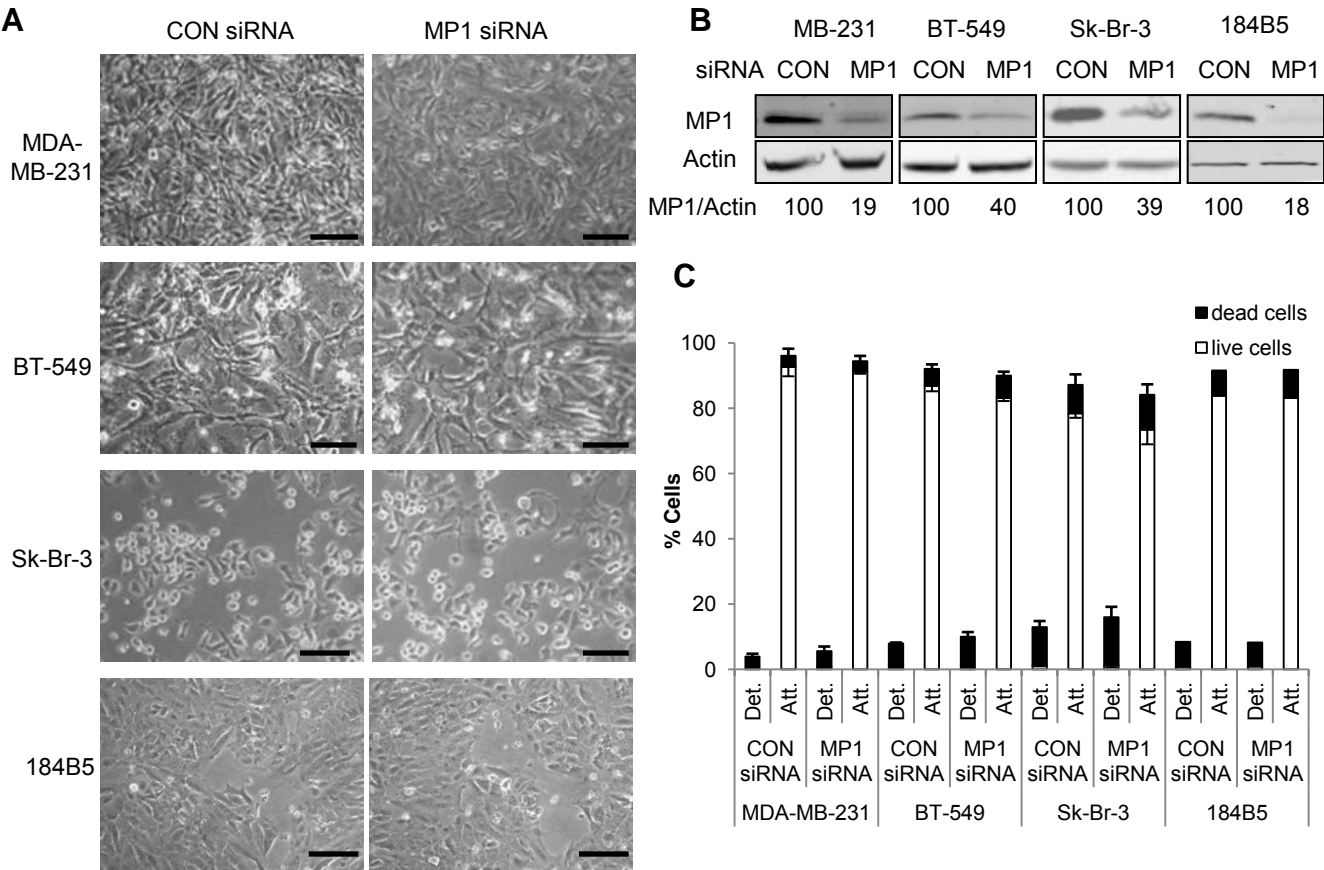 A
CON siRNA MP1 siRNA
MDA-
MB-231
BT-549
Sk-Br-3
184B5
B
MB-231 BT-549 Sk-Br-3 184B5
siRNA CON MP1 CON MP1 CON MP1 CON MP1
MP1
Actin
MP1/Actin 100 19 100 40 100 39 100 18
C
dead cells
live cells
% Cells
100
80
60
40
20
0
Det. Att. Det. Att. Det. Att. Det. Att. Det. Att. Det. Att. Det. Att. Det. Att.
CON MP1 CON MP1 CON MP1 CON MP1
siRNA siRNA siRNA siRNA siRNA siRNA siRNA siRNA
MDA-MB-231 BT-549 Sk-Br-3 184B5